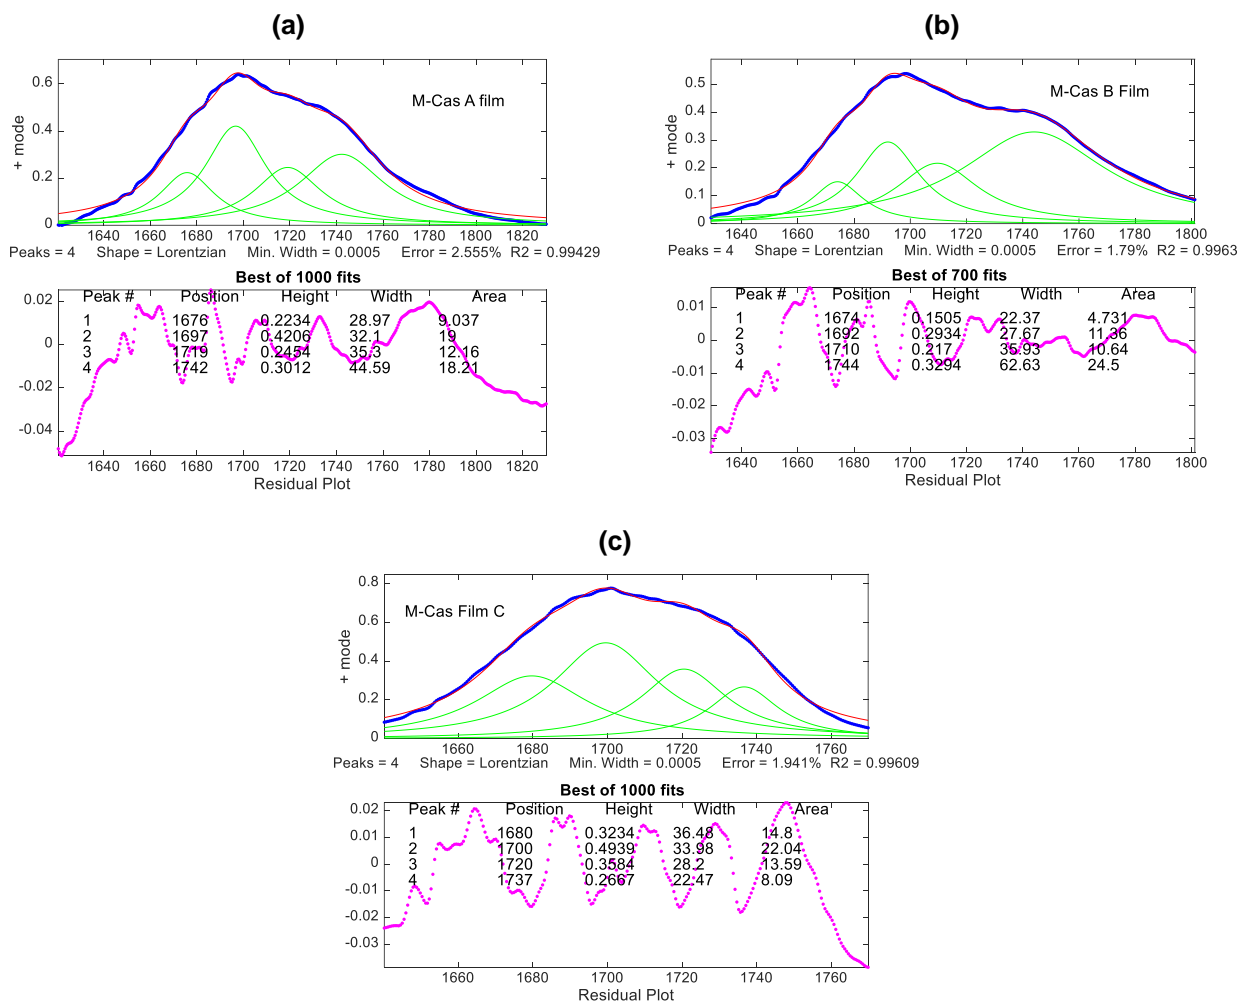 (a)
0.6
0.4
0.2
0
+ mode
M-Cas A film
1640 1660 1680 1700 1720 1740 1760 1780 1800 1820
Peaks = 4 Shape = Lorentzian Min. Width = 0.0005 Error = 2.555% R2 = 0.99429
Best of 1000 fits
0.02
0
-0.02
-0.04
Peak # Position Height Width Area
1 1676 0.2234 28.97 9.037
2 1697 0.4206 32.1 19
3 1719 0.2454 35.3 12.16
4 1742 0.3012 44.59 18.21
1640 1660 1680 1700 1720 1740 1760 1780 1800 1820
Residual Plot
(b)
0.5
0.4
0.3
0.2
0.1
0
+ mode
M-Cas B Film
1640 1660 1680 1700 1720 1740 1760 1780 1800
Peaks = 4 Shape = Lorentzian Min. Width = 0.0005 Error = 1.79% R2 = 0.9963
Best of 700 fits
0.01
0
-0.01
-0.02
-0.03
Peak # Position Height Width Area
1 1674 0.1505 22.37 4.731
2 1692 0.2934 27.67 11.36
3 1710 0.217 35.93 10.64
4 1744 0.3294 62.63 24.5
1640 1660 1680 1700 1720 1740 1760 1780 1800
Residual Plot
(c)
0.8
0.6
0.4
0.2
0
+ mode
M-Cas Film C
1660 1680 1700 1720 1740 1760
Peaks = 4 Shape = Lorentzian Min. Width = 0.0005 Error = 1.941% R2 = 0.99609
Best of 1000 fits
0.02
0.01
0
-0.01
-0.02
-0.03
Peak # Position Height Width Area
1 1680 0.3234 36.48 14.8
2 1700 0.4939 33.98 22.04
3 1720 0.3584 28.2 13.59
4 1737 0.2667 22.47 8.09
1660 1680 1700 1720 1740 1760
Residual Plot